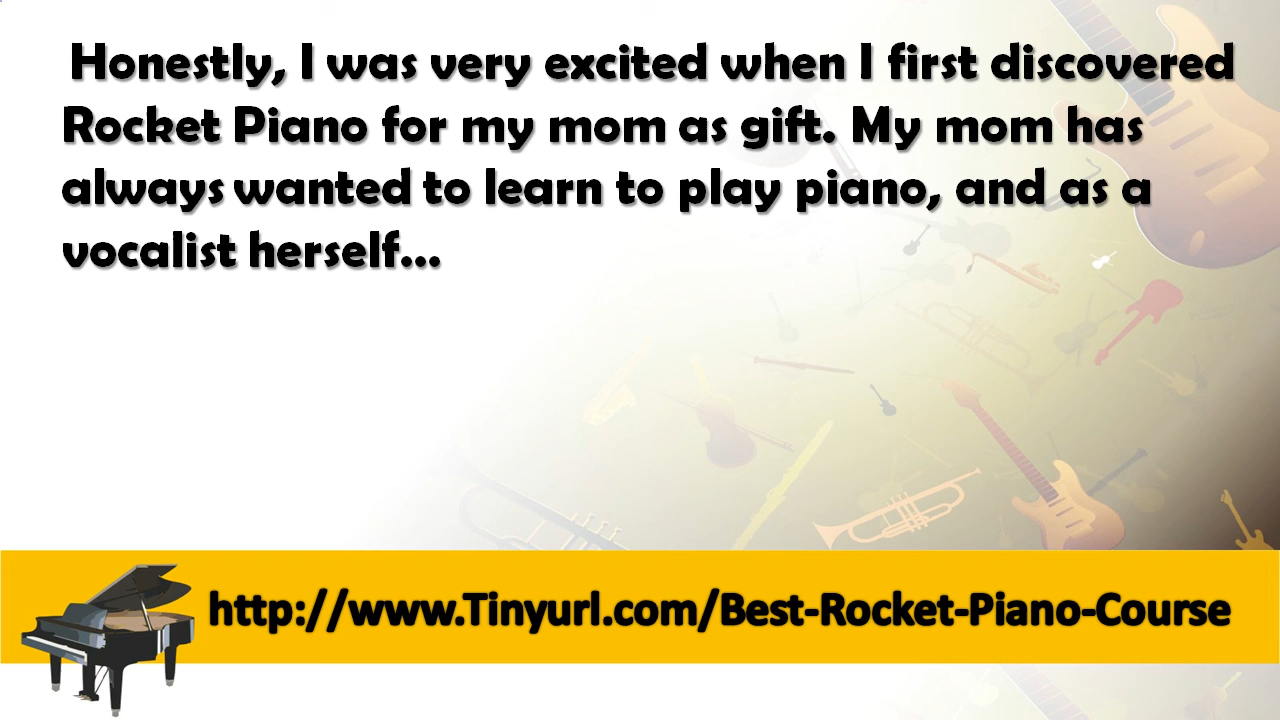 Honestly, I was very excited when I first discovered
Rocket Piano for my mom as gift. My mom has
always wanted to learn to play piano, and as a
vocalist herself...
http://www.Tinyurl.com/Best-Rocket-Piano-Course